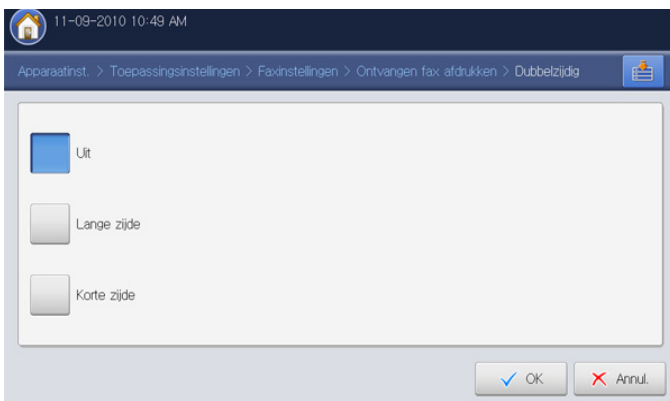 11-09-2010 10:49 AM
Apparaatinst. > Toepassingsinstellingen > Faxinstellingen > Ontvangen fax afdrukken > Dubbelzijdig
Uit
Lange zijde
Korte zijde
OK Annul.